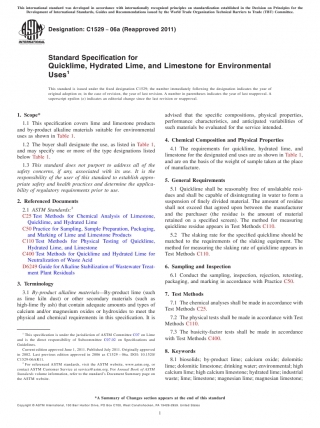 This international standard was developed in accordance with internationally recognized principles on standardization established in the Decision on Principles for the
Development of International Standards, Guides and Recommendations issued by the World Trade Organization Technical Barriers to Trade (TBT) Committee.
Designation: C1529 − 06a (Reapproved 2011)
Standard Specification for
Quicklime, Hydrated Lime, and Limestone for Environmental
Uses1
This standard is issued under the fixed designation C1529; the number immediately following the designation indicates the year of
original adoption or, in the case of revision, the year of last revision. A number in parentheses indicates the year of last reapproval. A
superscript epsilon (ε) indicates an editorial change since the last revision or reapproval.
1. Scope*
1.1 This specification covers lime and limestone products
and by-product alkaline materials suitable for environmental
uses as shown in Table 1.
1.2 The buyer shall designate the use, as listed in Table 1,
and may specify one or more of the type designations listed
below Table 1.
1.3 This standard does not purport to address all of the
safety concerns, if any, associated with its use. It is the
responsibility of the user of this standard to establish appro-
priate safety and health practices and determine the applica-
bility of regulatory requirements prior to use.
2. Referenced Documents
2.1 ASTM Standards:2
C25 Test Methods for Chemical Analysis of Limestone,
Quicklime, and Hydrated Lime
C50 Practice for Sampling, Sample Preparation, Packaging,
and Marking of Lime and Limestone Products
C110 Test Methods for Physical Testing of Quicklime,
Hydrated Lime, and Limestone
C400 Test Methods for Quicklime and Hydrated Lime for
Neutralization of Waste Acid
D6249 Guide for Alkaline Stabilization of Wastewater Treat-
ment Plant Residuals
3. Terminology
3.1 By-product alkaline materials—By-product lime (such
as lime kiln dust) or other secondary materials (such as
high-lime fly ash) that contain adequate amounts and types of
calcium and/or magnesium oxides or hydroxides to meet the
physical and chemical requirements in this specification. It is
1 This specification is under the jurisdiction of ASTM Committee C07 on Lime
and is the direct responsibility of Subcommittee
Guidelines.
Current edition approved June 1, 2011. Published July 2011. Originally approved
in 2002. Last previous edition approved in 2006 as C1529 – 06a. DOI: 10.1520/
2 For referenced ASTM standards, visit the ASTM website, www.astm.org, or
contact ASTM Customer Service at service@astm.org. For Annual Book of ASTM
Standards volume information, refer to the standard's Document Summary page on
the ASTM website.
advised that the specific compositions, physical properties,
performance characteristics, and anticipated variabilities of
such materials be evaluated for the service intended.
4. Chemical Composition and Physical Properties
4.1 The requirements for quicklime, hydrated lime, and
limestone for the designated end uses are as shown in Table 1,
and are on the basis of the weight of sample taken at the place
of manufacture.
5. General Requirements
5.1 Quicklime shall be reasonably free of unslakable resi-
dues and shall be capable of disintegrating in water to form a
suspension of finely divided material. The amount of residue
shall not exceed that agreed upon between the manufacturer
and the purchaser (the residue is the amount of material
retained on a specified screen). The method for measuring
quicklime residue appears in Test Methods C110.
5.2 The slaking rate for the specified quicklime should be
matched to the requirements of the slaking equipment. The
method for measuring the slaking rate of quicklime appears in
Test Methods C110.
6. Sampling and Inspection
6.1 Conduct the sampling, inspection, rejection, retesting,
packaging, and marking in accordance with Practice C50.
7. Test Methods
7.1 The chemical analyses shall be made in accordance with
Test Methods C25.
7.2 The physical tests shall be made in accordance with Test
Methods C110.
7.3 The basicity-factor tests shall be made in accordance
with Test Methods C400.
8. Keywords
8.1 biosolids; by-product lime; calcium oxide; dolomitic
lime; dolomitic limestone; drinking water; environmental; high
calcium lime; high calcium limestone; hydrated lime; industrial
waste; lime; limestone; magnesium lime; magnesium limestone;
*A Summary of Changes section appears at the end of this standard
Copyright © ASTM International, 100 Barr Harbor Drive, PO Box C700, West Conshohocken, PA 19428-2959. United States
1